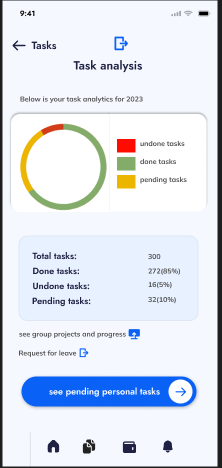 9:41
Tasks
Task analysis
Below is your task analytics for 2023
undone tasks
done tasks
pending tasks
Total tasks: 300
Done tasks: 272(85%)
Undone tasks: 16(5%)
Pending tasks: 32(10%)
see group projects and progress
Request for leave
see pending personal tasks